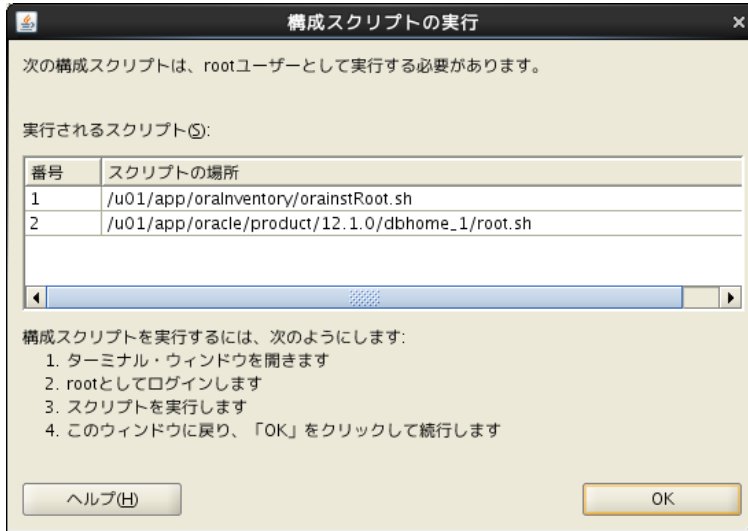 構成スクリプトの実行
次の構成スクリプトは、rootユーザーとして実行する必要があります。
実行されるスクリプト(S):
番号 スクリプトの場所
1 /u01/app/oraInventory/orainstRoot.sh
2 /u01/app/oracle/product/12.1.0/dbhome_1/root.sh
構成スクリプトを実行するには、次のようにします:
1. ターミナル・ウィンドウを開きます
2. rootとしてログインします
3. スクリプトを実行します
4. このウィンドウに戻り、「OK」をクリックして続行します
ヘルプ(H) OK